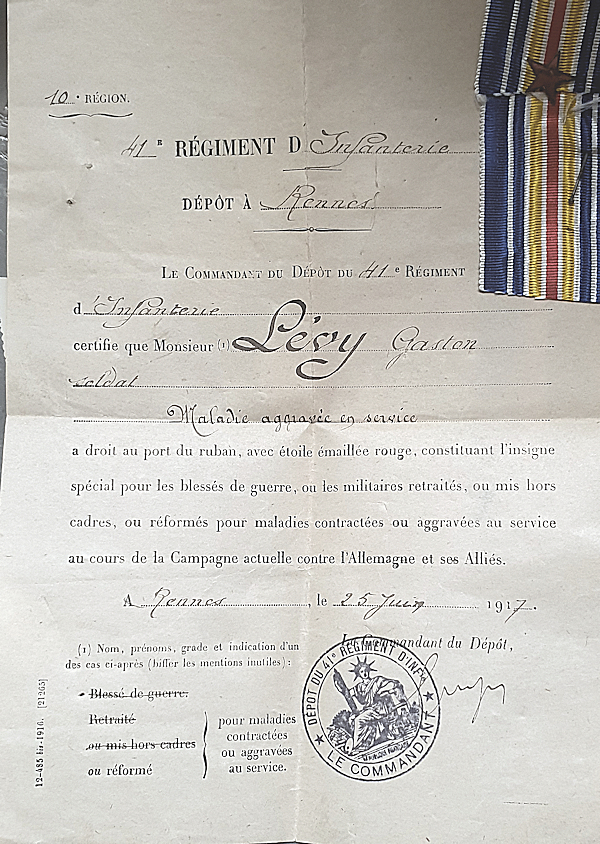 10e RÉGION.
41e RÉGIMENT D'Infanterie
DÉPÔT À Rennes
LE COMMANDANT DU DÉPÔT DU 41e RÉGIMENT
d'Infanterie
certifie que Monsieur (1) Lévy Gaston
soldat
Maladie aggravée en service
a droit au port du ruban, avec étoile émaillée rouge, constituant l'insigne
spécial pour les blessés de guerre, ou les militaires retraités, ou mis hors
cadres, ou réformés pour maladies contractées ou aggravées au service
au cours de la Campagne actuelle contre l'Allemagne et ses Alliés.
A Rennes, le 25 Juin 1917.
Le Commandant du Dépôt,
(1) Nom, prénoms, grade et indication d'un
des cas ci-après (biffer les mentions inutiles) :
Blessé de guerre.
Retraité
ou mis hors cadres
ou réformé
pour maladies
contractées
ou aggravées
au service.
DÉPOT DU 41e RÉGIMENT D'INFie
★ LE COMMANDANT ★
12-485 bis-1916. [21265]